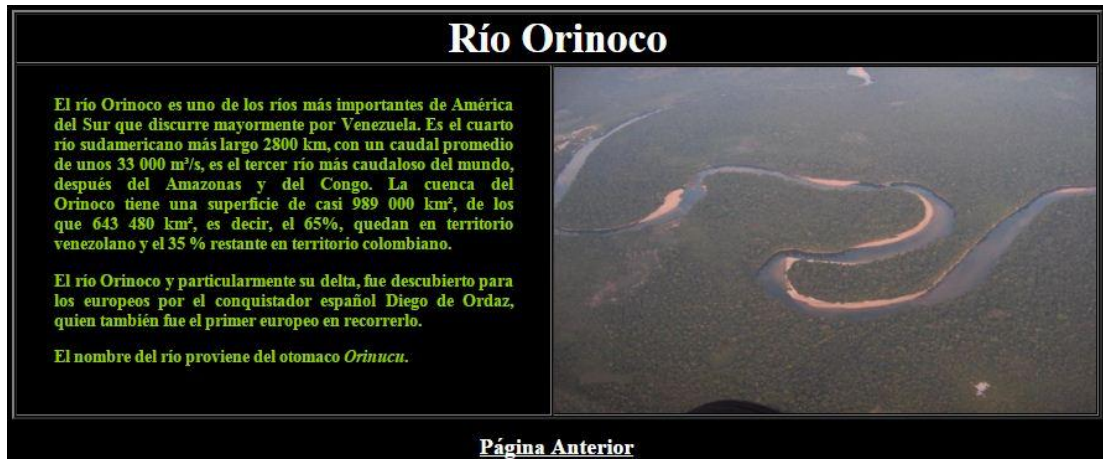 Río Orinoco
El río Orinoco es uno de los ríos más importantes de América
del Sur que discurre mayormente por Venezuela. Es el cuarto
río sudamericano más largo 2800 km, con un caudal promedio
de unos 33 000 m³/s, es el tercer río más caudaloso del mundo,
después del Amazonas y del Congo. La cuenca del
Orinoco tiene una superficie de casi 989 000 km², de los
que 643 480 km², es decir, el 65%, quedan en territorio
venezolano y el 35 % restante en territorio colombiano.
El río Orinoco y particularmente su delta, fue descubierto para
los europeos por el conquistador español Diego de Ordaz,
quien también fue el primer europeo en recorrerlo.
El nombre del río proviene del otomaco Orinucu.
Página Anterior